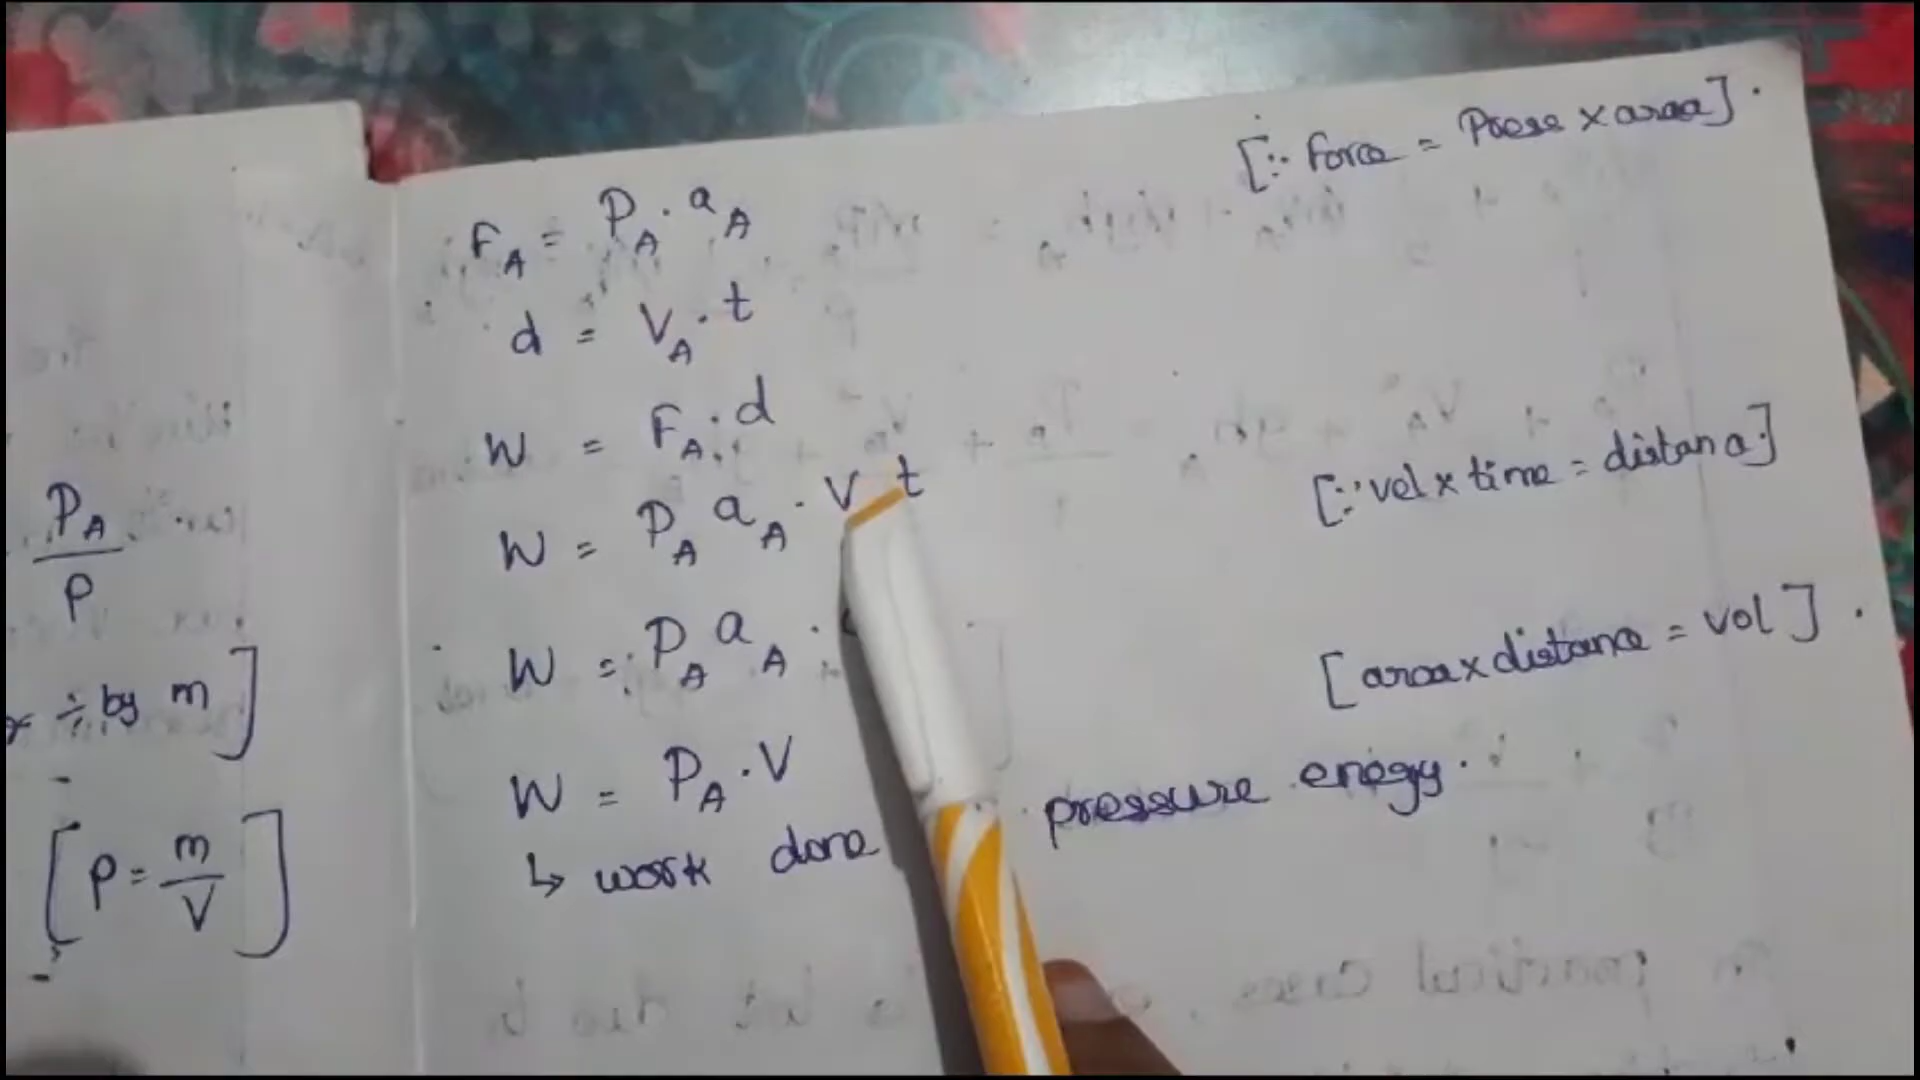 P_A / ρ
÷ by m ]
[ρ = m/V]
[∵ Force = Press x area].
F_A = P_A . a_A
d = V_A . t
W = F_A . d
W = P_A a_A . V t
[∵ vel x time = distance]
W = P_A a_A .
[area x distance = vol].
W = P_A . V
↳ work done pressure enegy.